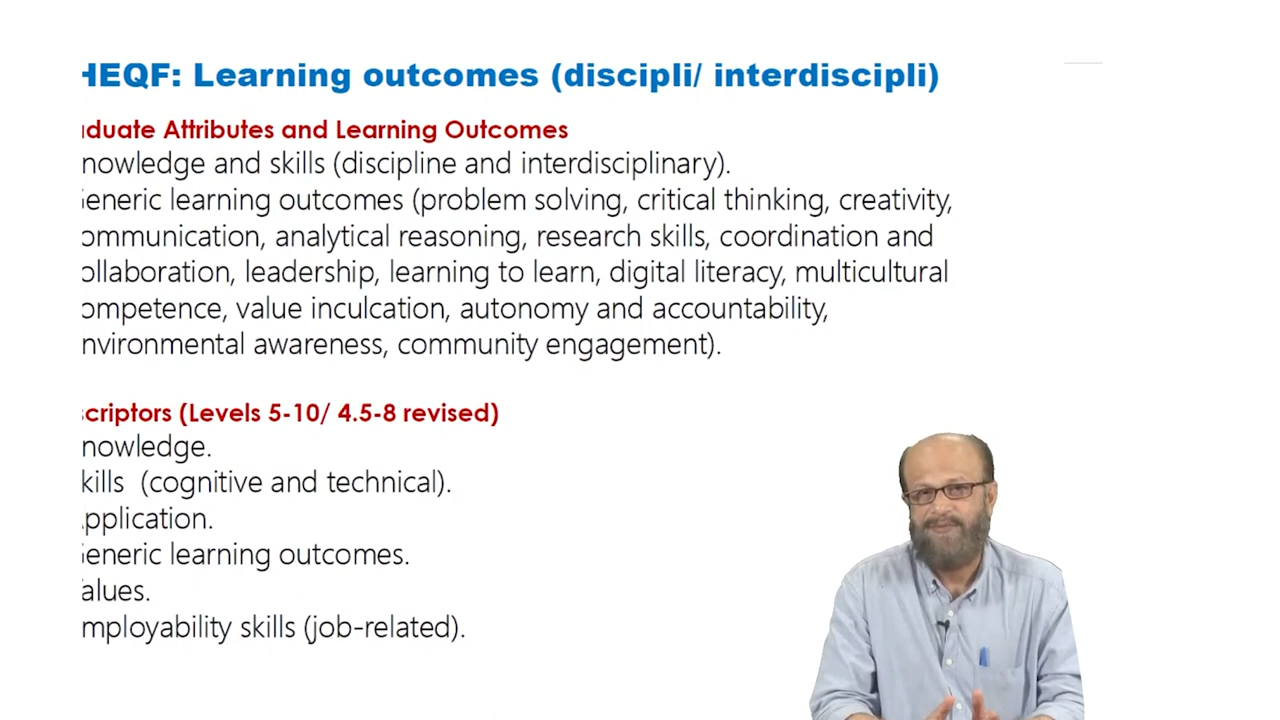 HEQF: Learning outcomes (discipli/ interdiscipli)
aduate Attributes and Learning Outcomes
nowledge and skills (discipline and interdisciplinary).
eneric learning outcomes (problem solving, critical thinking, creativity,
ommunication, analytical reasoning, research skills, coordination and
ollaboration, leadership, learning to learn, digital literacy, multicultural
ompetence, value inculcation, autonomy and accountability,
nvironmental awareness, community engagement).
scriptors (Levels 5-10/ 4.5-8 revised)
nowledge.
kills (cognitive and technical).
pplication.
eneric learning outcomes.
alues.
mployability skills (job-related).